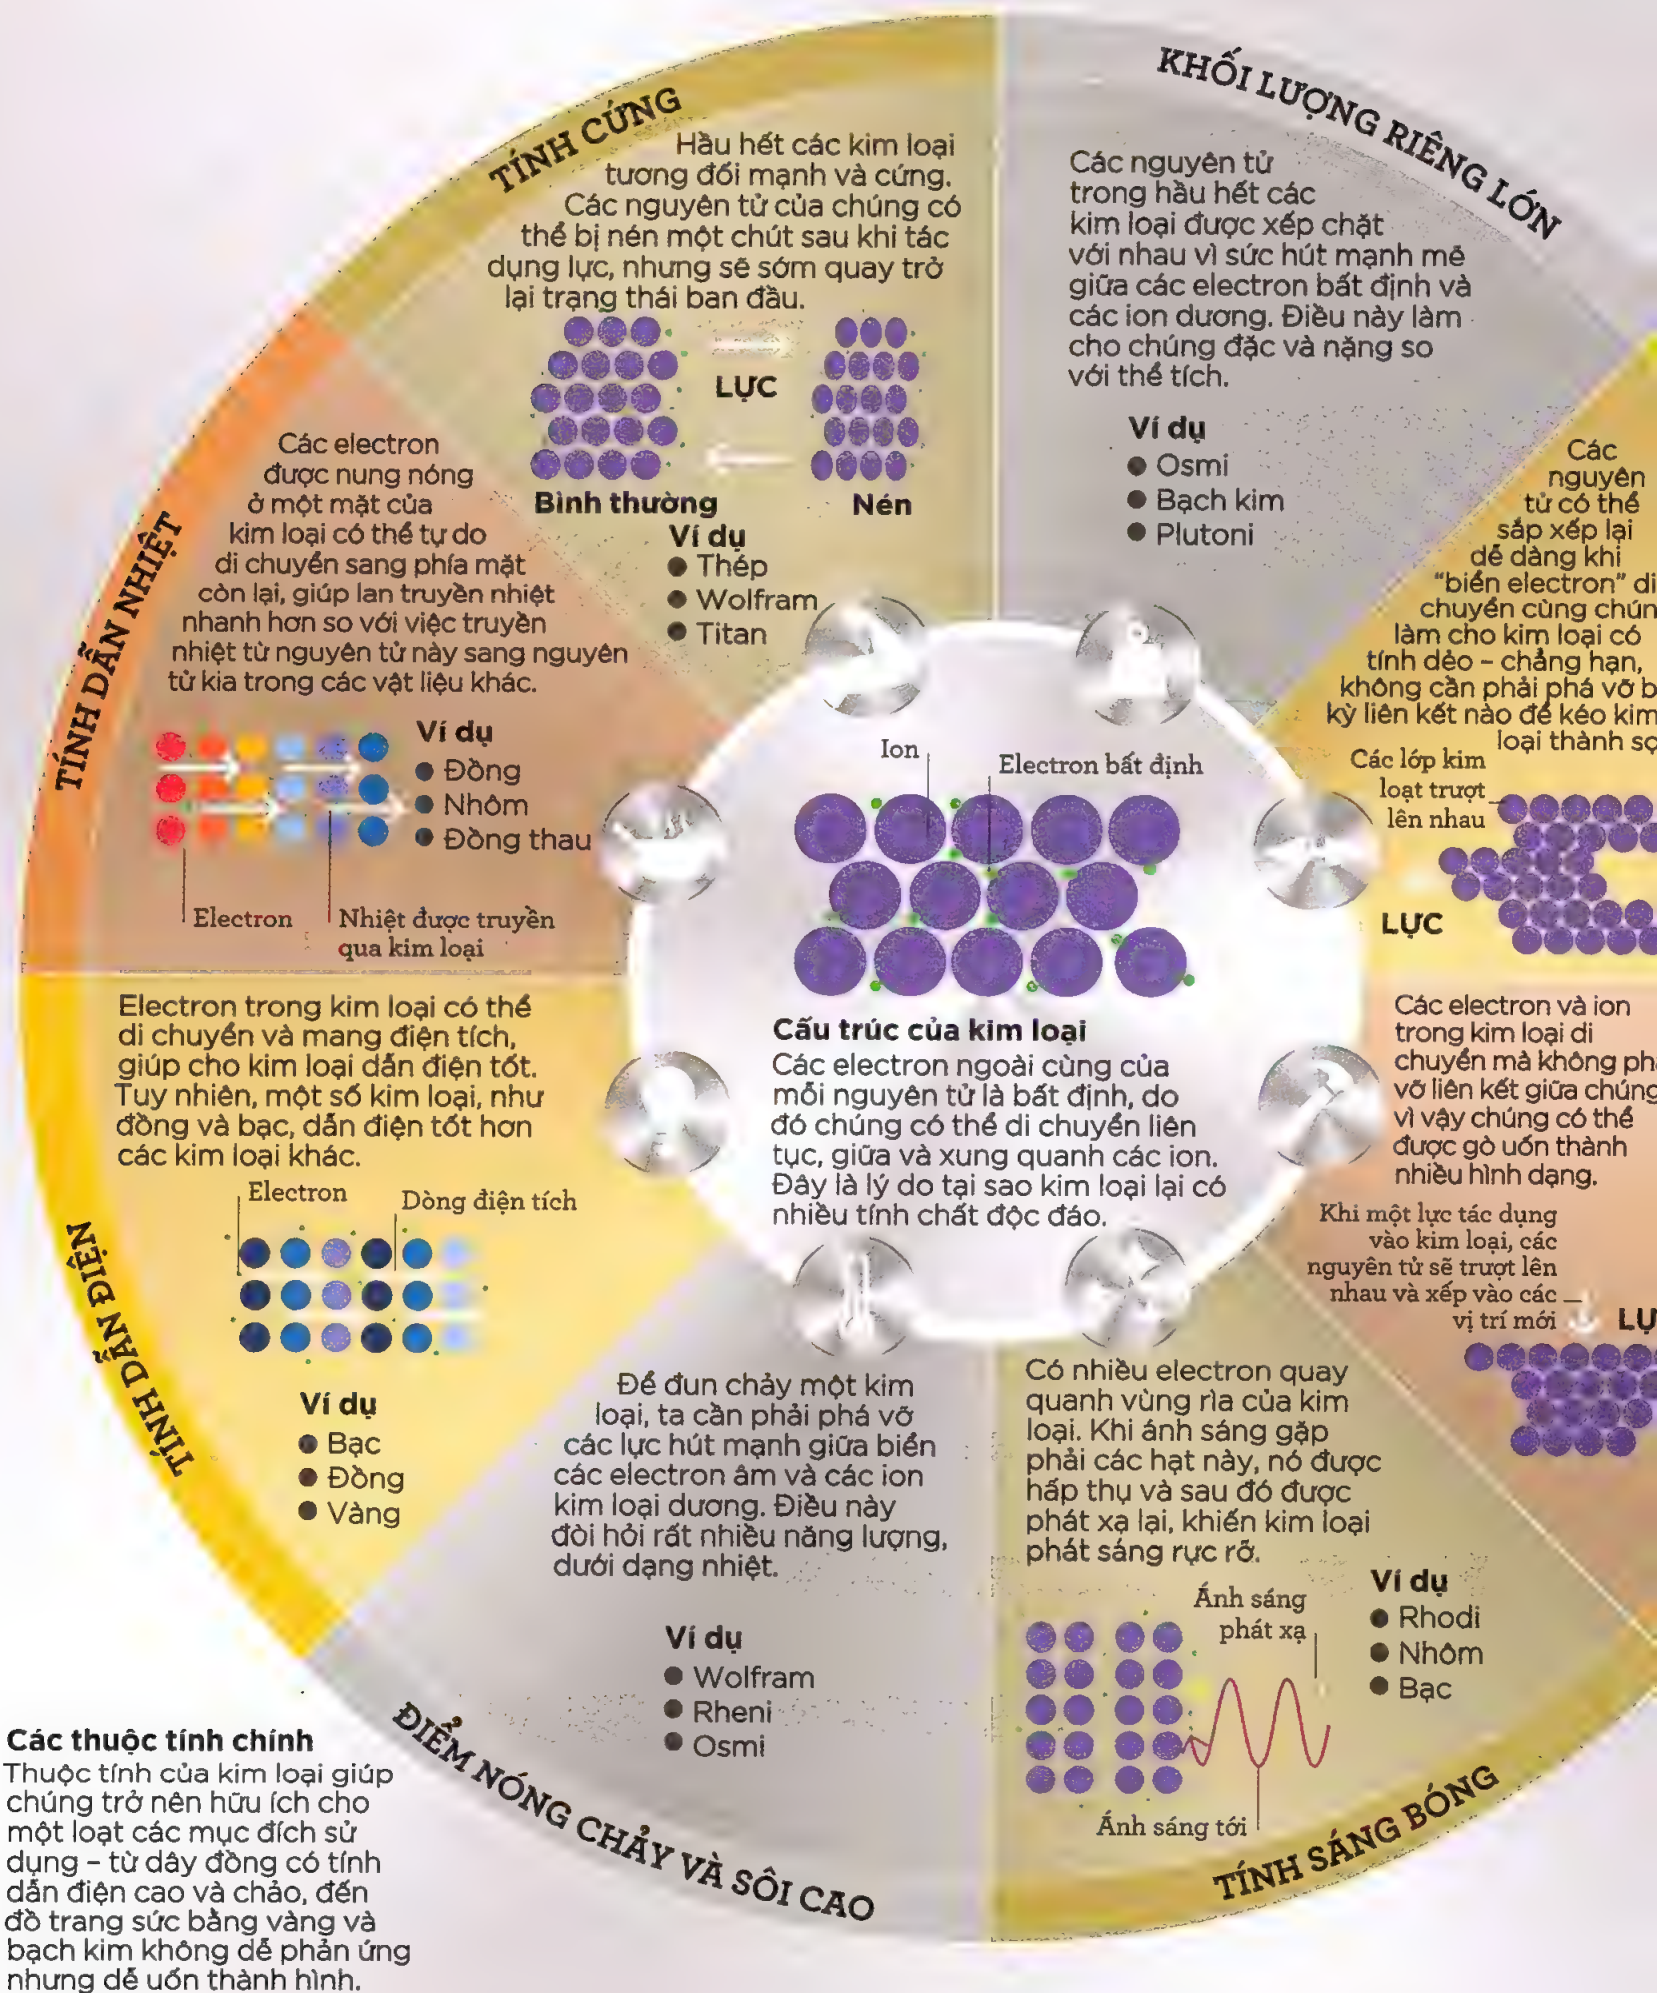 TÍNH CỨNG
Hầu hết các kim loại
tương đối mạnh và cứng.
Các nguyên tử của chúng có
thể bị nén một chút sau khi tác
dụng lực, nhưng sẽ sớm quay trở
lại trạng thái ban đầu.
LỰC
Bình thường
Nén
Ví dụ
Thép
Wolfram
Titan
KHỐI LƯỢNG RIÊNG LỚN
Các nguyên tử
trong hầu hết các
kim loại được xếp chặt
với nhau vì sức hút mạnh mẽ
giữa các electron bất định và
các ion dương. Điều này làm
cho chúng đặc và nặng so
với thể tích.
Ví dụ
Osmi
Bạch kim
Plutoni
Các
nguyên
tử có thể
sắp xếp lại
dễ dàng khi
"biển electron" di
chuyển cùng chún
làm cho kim loại có
tính dẻo – chẳng hạn,
không cần phải phá vỡ b
kỳ liên kết nào để kéo kim
loại thành sợ
Các lớp kim
loạt trượt
lên nhau
LỰC
TÍNH DẪN NHIỆT
Các electron
được nung nóng
ở một mặt của
kim loại có thể tự do
di chuyển sang phía mặt
còn lại, giúp lan truyền nhiệt
nhanh hơn so với việc truyền
nhiệt từ nguyên tử này sang nguyên
tử kia trong các vật liệu khác.
Ví dụ
Đồng
Nhôm
Đồng thau
Electron
Nhiệt được truyền
qua kim loại
Ion
Electron bất định
Cấu trúc của kim loại
Các electron ngoài cùng của
mỗi nguyên tử là bất định, do
đó chúng có thể di chuyển liên
tục, giữa và xung quanh các ion.
Đây là lý do tại sao kim loại lại có
nhiều tính chất độc đáo.
Các electron và ion
trong kim loại di
chuyển mà không ph
vỡ liên kết giữa chúng
vì vậy chúng có thể
được gò uốn thành
nhiều hình dạng.
Khi một lực tác dụng
vào kim loại, các
nguyên tử sẽ trượt lên
nhau và xếp vào các
vị trí mới
LỰ
TÍNH DẪN ĐIỆN
Electron trong kim loại có thể
di chuyển và mang điện tích,
giúp cho kim loại dẫn điện tốt.
Tuy nhiên, một số kim loại, như
đồng và bạc, dẫn điện tốt hơn
các kim loại khác.
Electron
Dòng điện tích
Ví dụ
Bạc
Đồng
Vàng
Để đun chảy một kim
loại, ta cần phải phá vỡ
các lực hút mạnh giữa biển
các electron âm và các ion
kim loại dương. Điều này
đòi hỏi rất nhiều năng lượng,
dưới dạng nhiệt.
Ví dụ
Wolfram
Rheni
Osmi
ĐIỂM NÓNG CHẢY VÀ SÔI CAO
Có nhiều electron quay
quanh vùng rìa của kim
loại. Khi ánh sáng gặp
phải các hạt này, nó được
hấp thụ và sau đó được
phát xạ lại, khiến kim loại
phát sáng rực rỡ.
Ánh sáng
phát xạ
Ví dụ
Rhodi
Nhôm
Bạc
Ánh sáng tới
TÍNH SÁNG BÓNG
Các thuộc tính chính
Thuộc tính của kim loại giúp
chúng trở nên hữu ích cho
một loạt các mục đích sử
dụng – từ dây đồng có tính
dẫn điện cao và chảo, đến
đồ trang sức bằng vàng và
bạch kim không dễ phản ứng
nhưng dễ uốn thành hình.